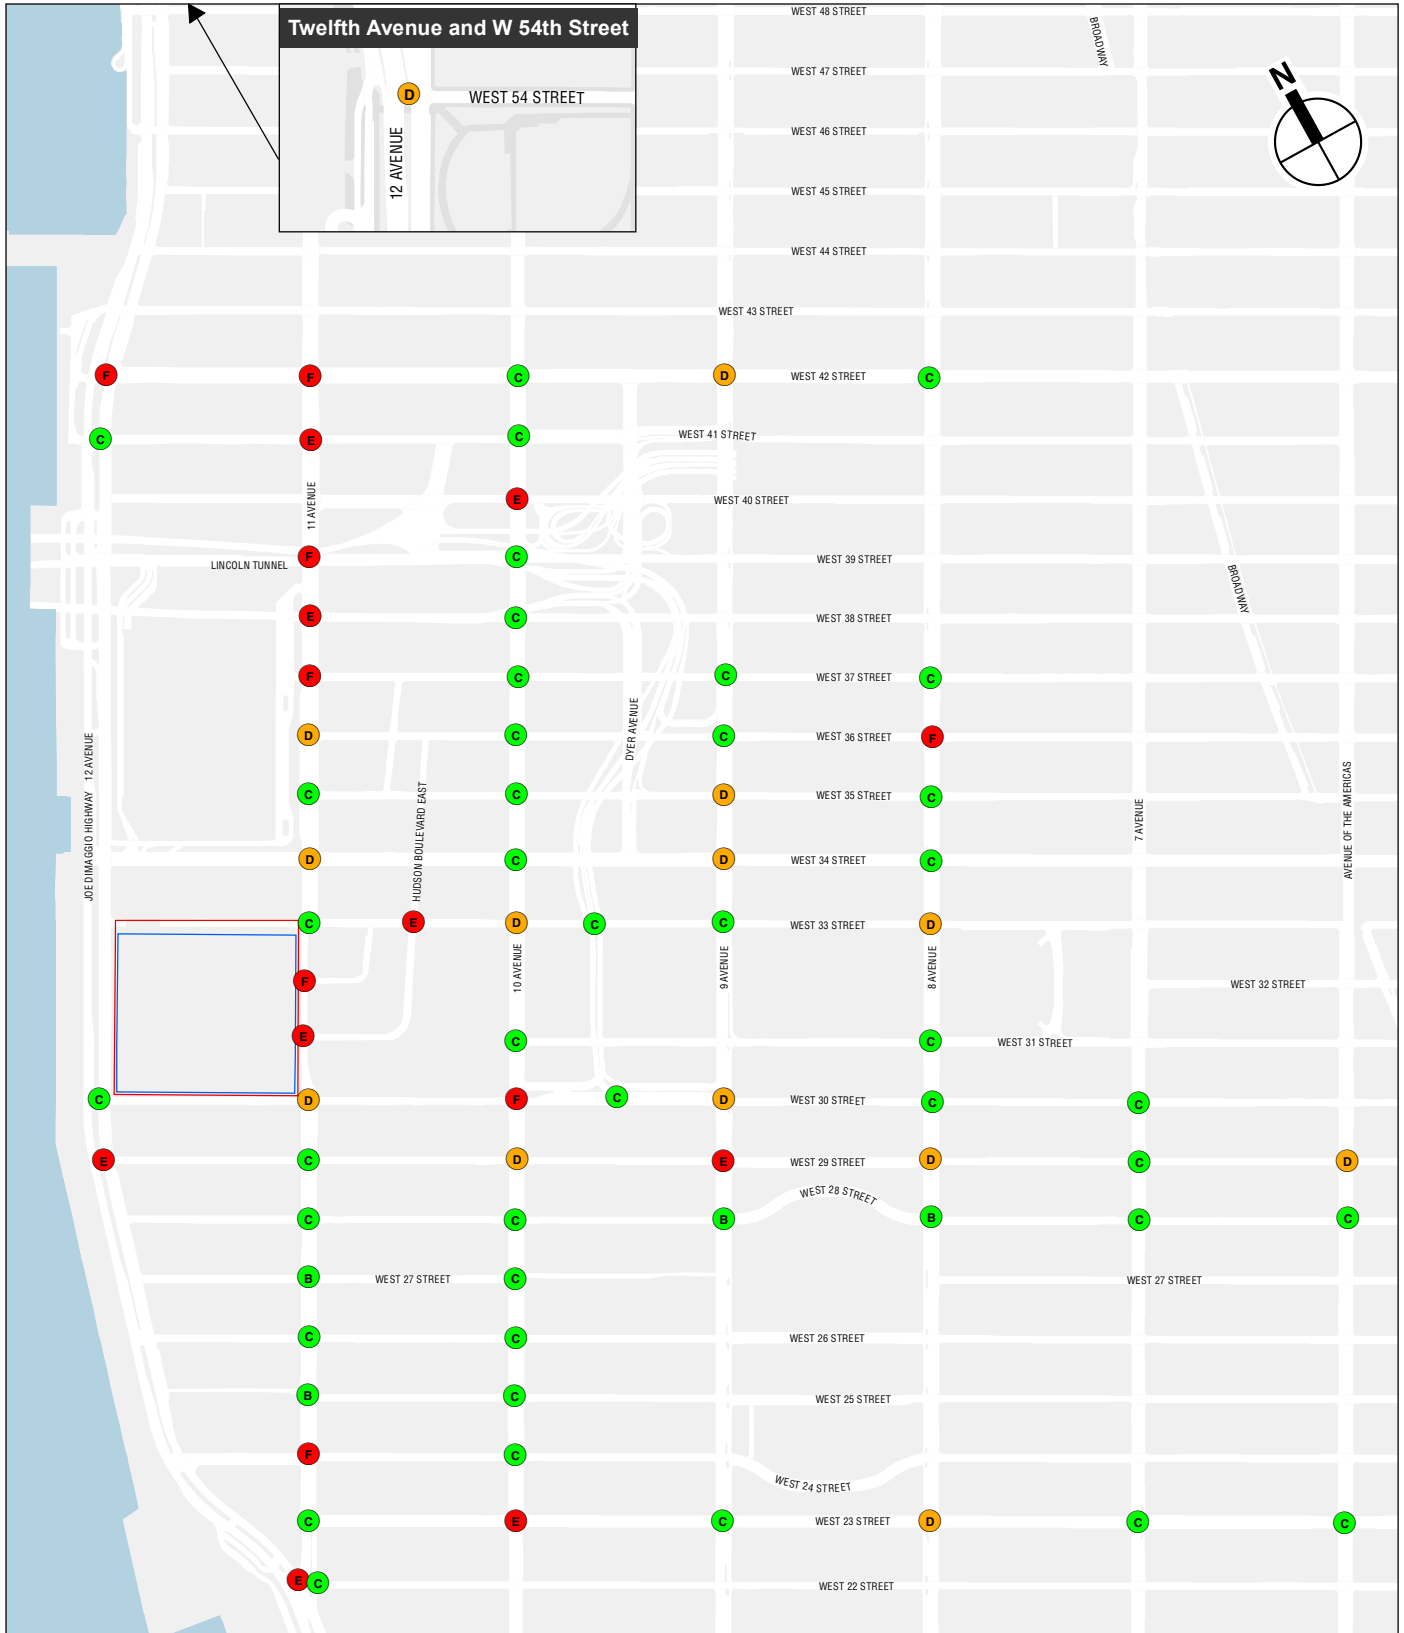 WEST 48 STREET
BROADWAY
Twelfth Avenue and W 54th Street
D
WEST 54 STREET
12 AVENUE
WEST 47 STREET
N
WEST 46 STREET
WEST 45 STREET
WEST 44 STREET
WEST 43 STREET
F F C D WEST 42 STREET C
C E C WEST 41 STREET
11 AVENUE
E WEST 40 STREET
LINCOLN TUNNEL
F C WEST 39 STREET
BROADWAY
E C WEST 38 STREET
F C C WEST 37 STREET C
DYER AVENUE
D C C WEST 36 STREET F
C C D WEST 35 STREET C
JOE DIMAGGIO HIGHWAY 12 AVENUE
HUDSON BOULEVARD EAST
7 AVENUE
AVENUE OF THE AMERICAS
D C D WEST 34 STREET C
C E D C C WEST 33 STREET D
10 AVENUE
9 AVENUE
8 AVENUE
F WEST 32 STREET
E C C WEST 31 STREET
C D F C D WEST 30 STREET C C
E C D E WEST 29 STREET D C D
C C B WEST 28 STREET B C C
B WEST 27 STREET C WEST 27 STREET
C C WEST 26 STREET
B C WEST 25 STREET
F C WEST 24 STREET
C E C WEST 23 STREET D C C
E C WEST 22 STREET